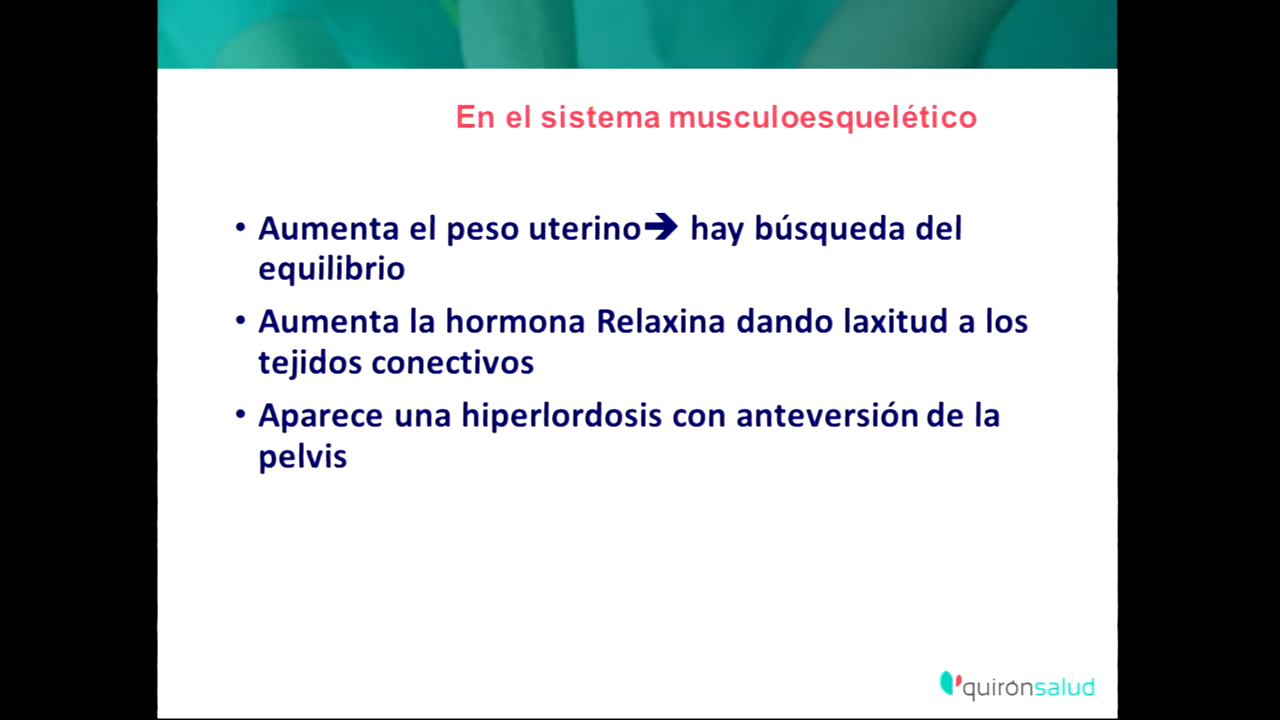 En el sistema musculoesquelético
• Aumenta el peso uterino➔ hay búsqueda del
equilibrio
• Aumenta la hormona Relaxina dando laxitud a los
tejidos conectivos
• Aparece una hiperlordosis con anteversión de la
pelvis
quirónsalud